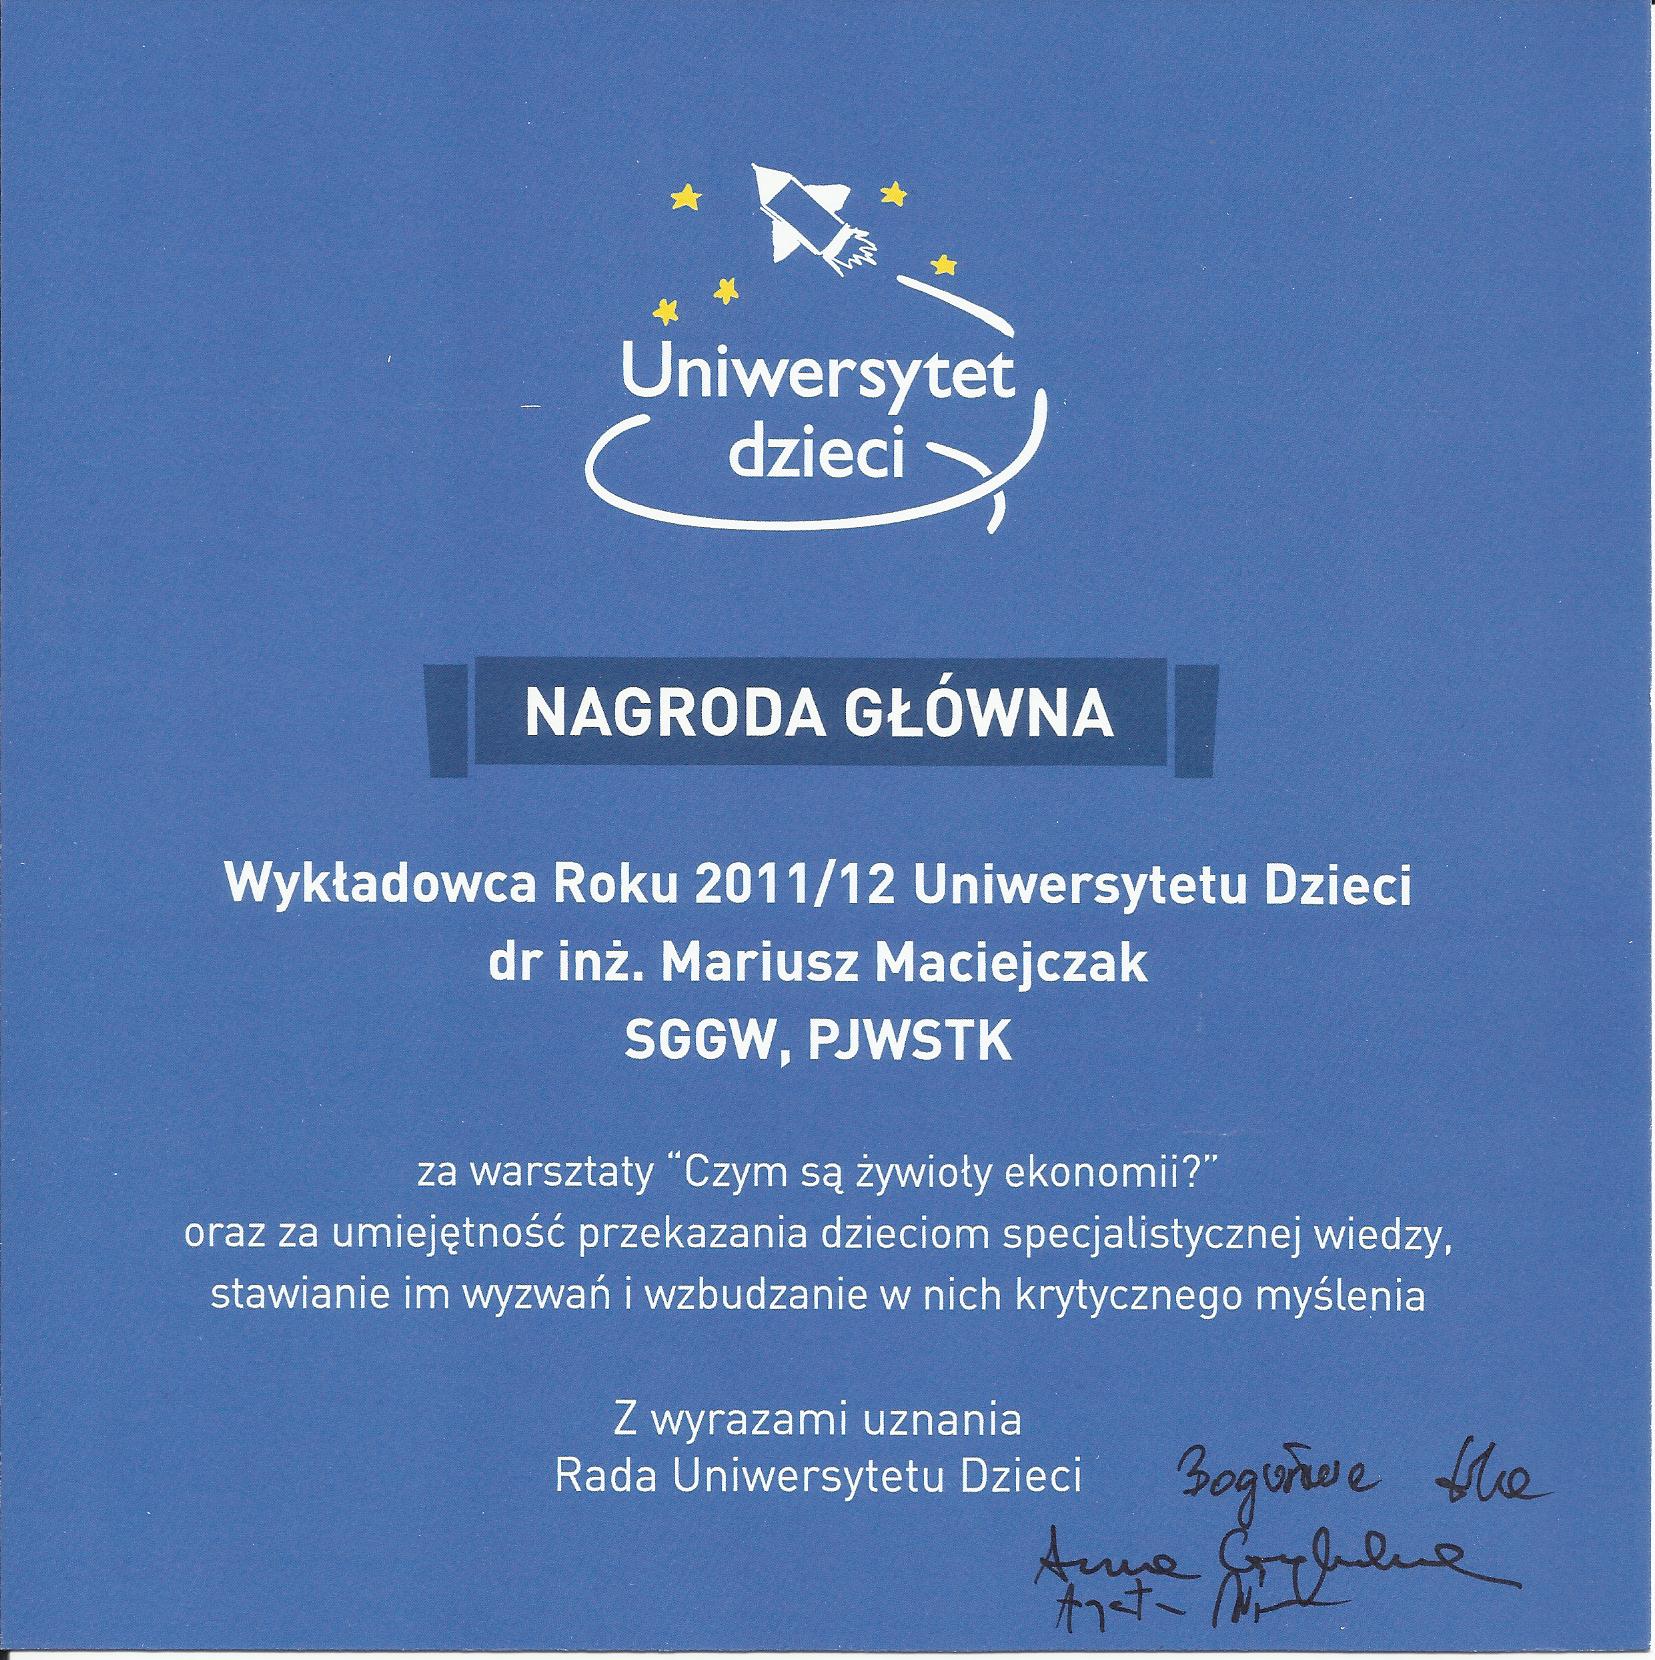 Uniwersytet
dzieci
NAGRODA GŁÓWNA
Wykładowca Roku 2011/12 Uniwersytetu Dzieci
dr inż. Mariusz Maciejczak
SGGW, PJWSTK
za warsztaty “Czym są żywioły ekonomii?”
oraz za umiejętność przekazania dzieciom specjalistycznej wiedzy,
stawianie im wyzwań i wzbudzanie w nich krytycznego myślenia
Z wyrazami uznania
Rada Uniwersytetu Dzieci
Anna